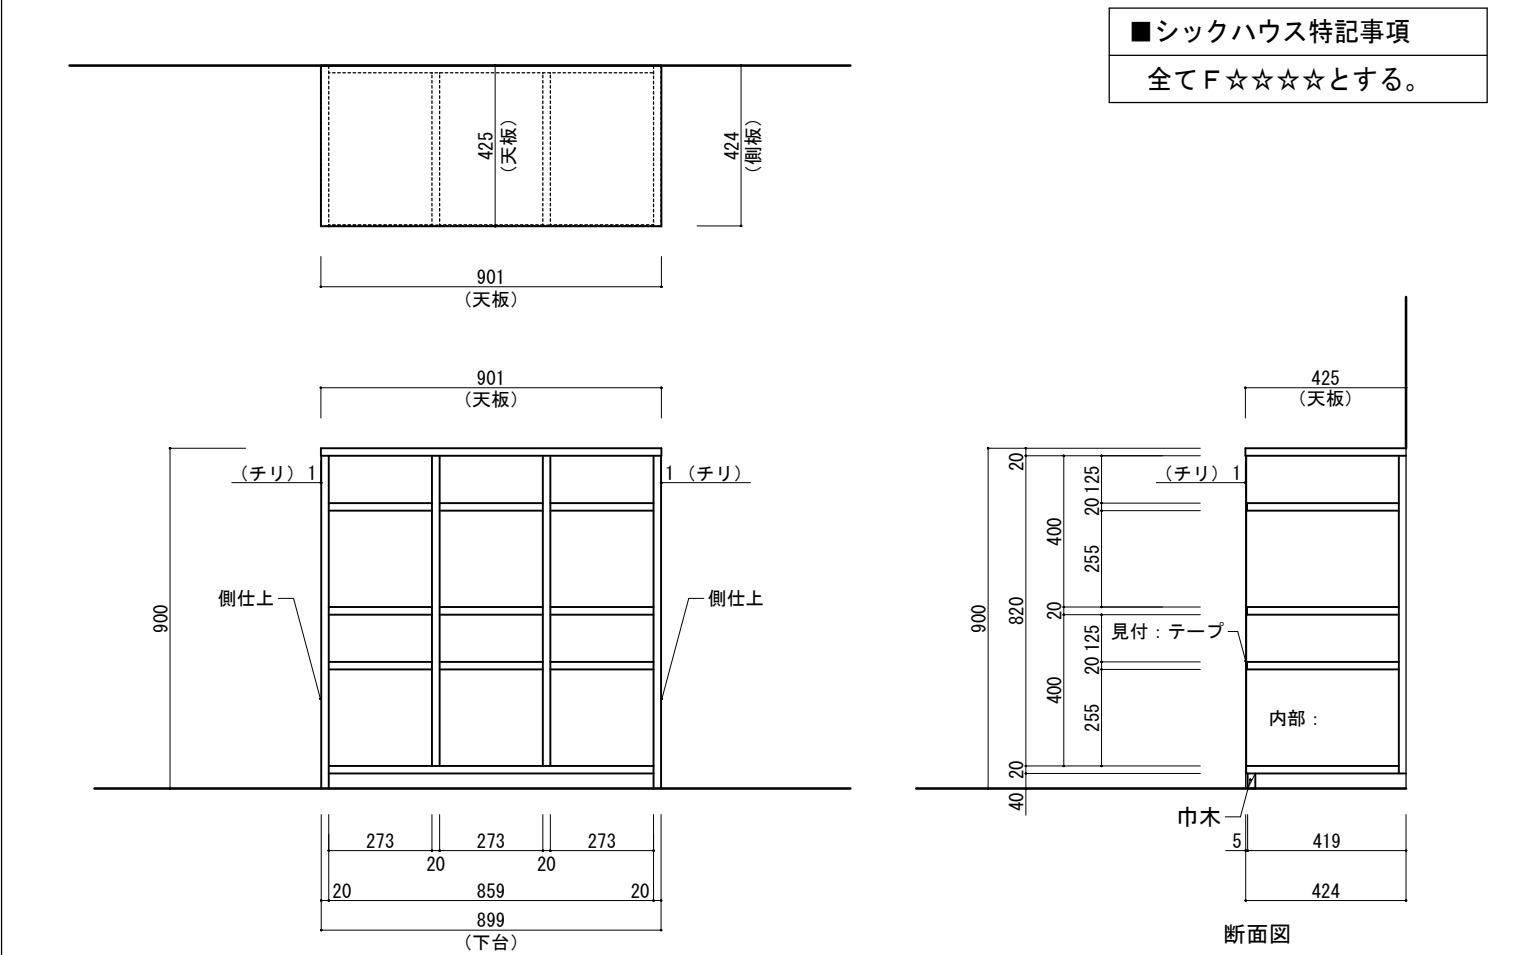 ■シックハウス特記事項
全てF☆☆☆☆とする。
425
(天板)
424
(側板)
901
(天板)
901
(天板)
(チリ) 1
1 (チリ)
900
側仕上
側仕上
273
273
273
20
20
20
859
20
899
(下台)
425
(天板)
(チリ) 1
900
20
820
20
40
400
20
400
125
20
255
125
20
255
見付：テープ
内部：
巾木
5
419
424
断面図